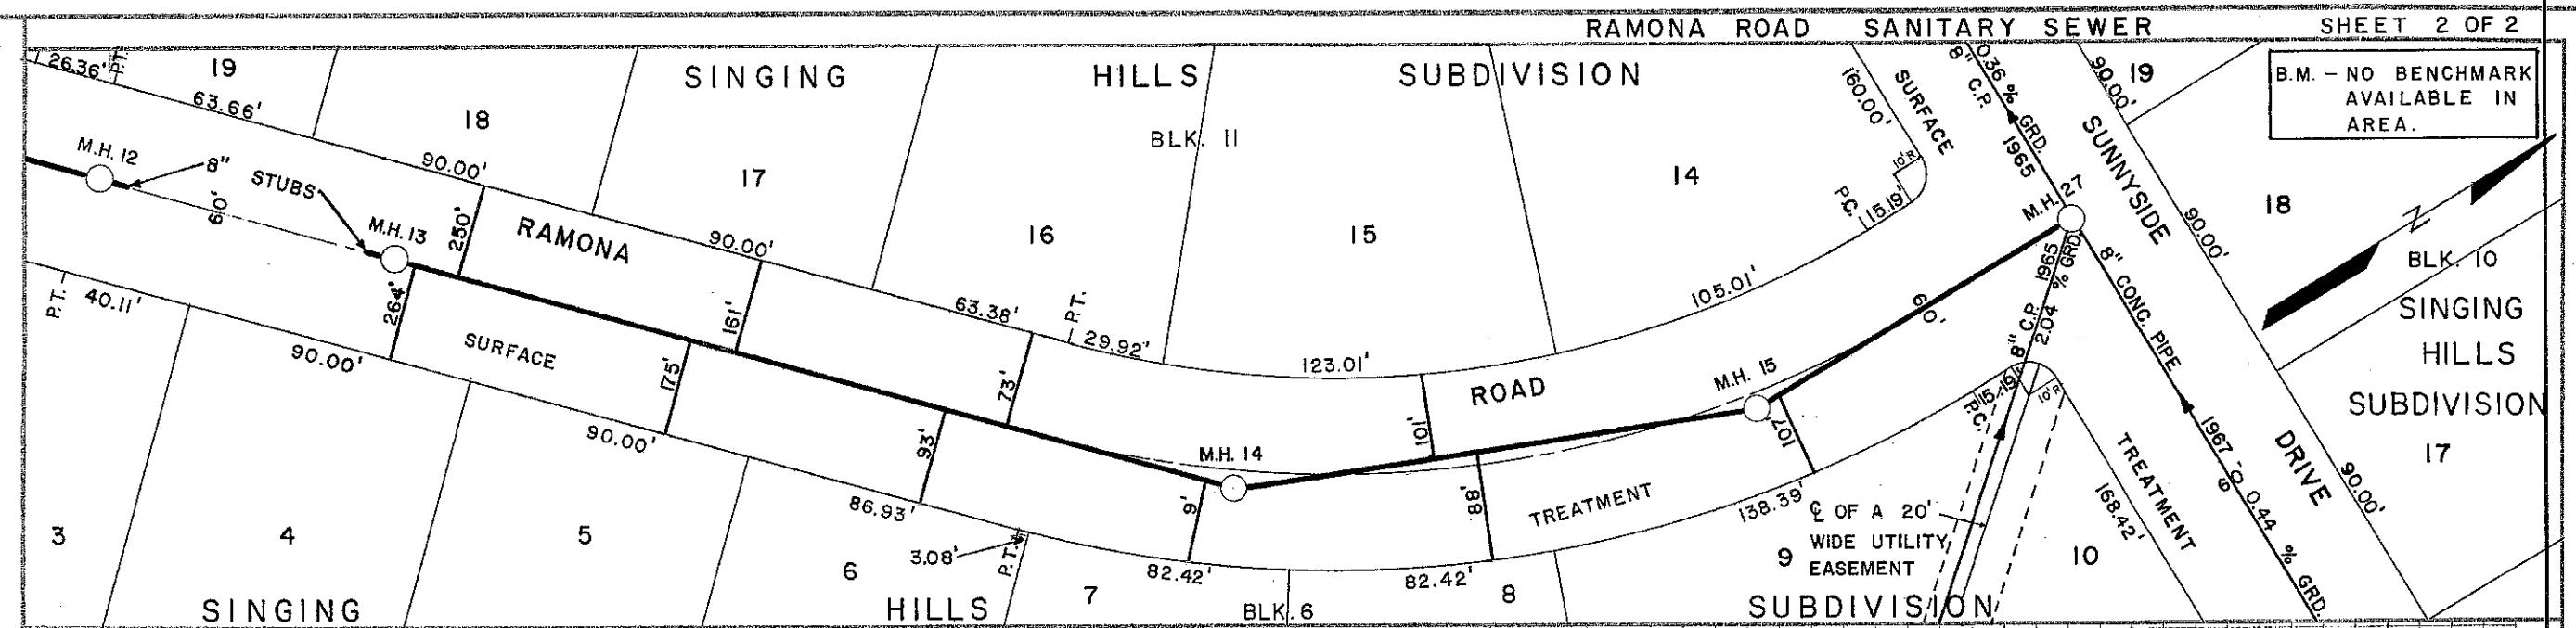 RAMONA ROAD SANITARY SEWER
SHEET 2 OF 2
B.M. - NO BENCHMARK
AVAILABLE IN
AREA.
26.36'
P.T.
19
63.66'
18
SINGING HILLS SUBDIVISION
BLK. 11
160.00'
SURFACE
8" C.P.
0.36 % GRD.
1965
90.00'
19
SUNNYSIDE
M.H. 12
8"
STUBS
60'
M.H. 13
250'
90.00'
RAMONA
17
90.00'
16
15
14
10'R
P.C.
15.19'
M.H. 27
90.00'
18
N
BLK. 10
SINGING
HILLS
SUBDIVISION
17
P.T.
40.11'
264'
90.00'
SURFACE
175'
161'
90.00'
63.38'
P.T.
29.92'
73'
123.01'
105.01'
60'
1965
8" C.P.
2.04 % GRD.
8" CONC. PIPE
1967
0.44 % GRD.
DRIVE
90.00'
ROAD
M.H. 15
101'
107'
93'
M.H. 14
86.93'
9'
88'
TREATMENT
138.39'
P.C.
15.19'
10'R
TREATMENT
168.42'
3
4
5
6
3.08'
P.T.
7
82.42'
82.42'
8
9
℄ OF A 20'
WIDE UTILITY
EASEMENT
10
SINGING HILLS
BLK. 6
SUBDIVISION